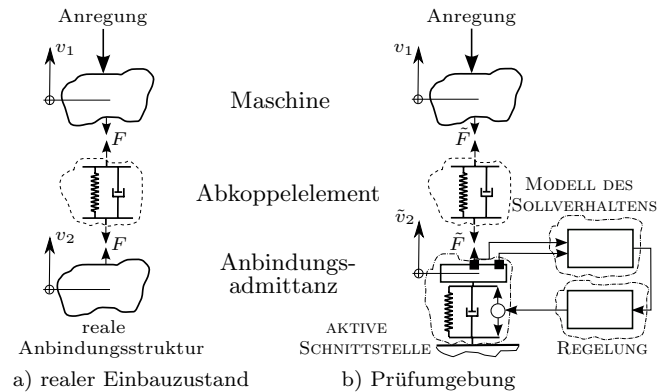 Anregung
Anregung
v1
v1
Maschine
F
F̃
Abkoppelelement
MODELL DES
SOLLVERHALTENS
v2
F
ṽ2
F̃
Anbindungs-
admittanz
reale
Anbindungsstruktur
AKTIVE
SCHNITTSTELLE
REGELUNG
a) realer Einbauzustand
b) Prüfumgebung